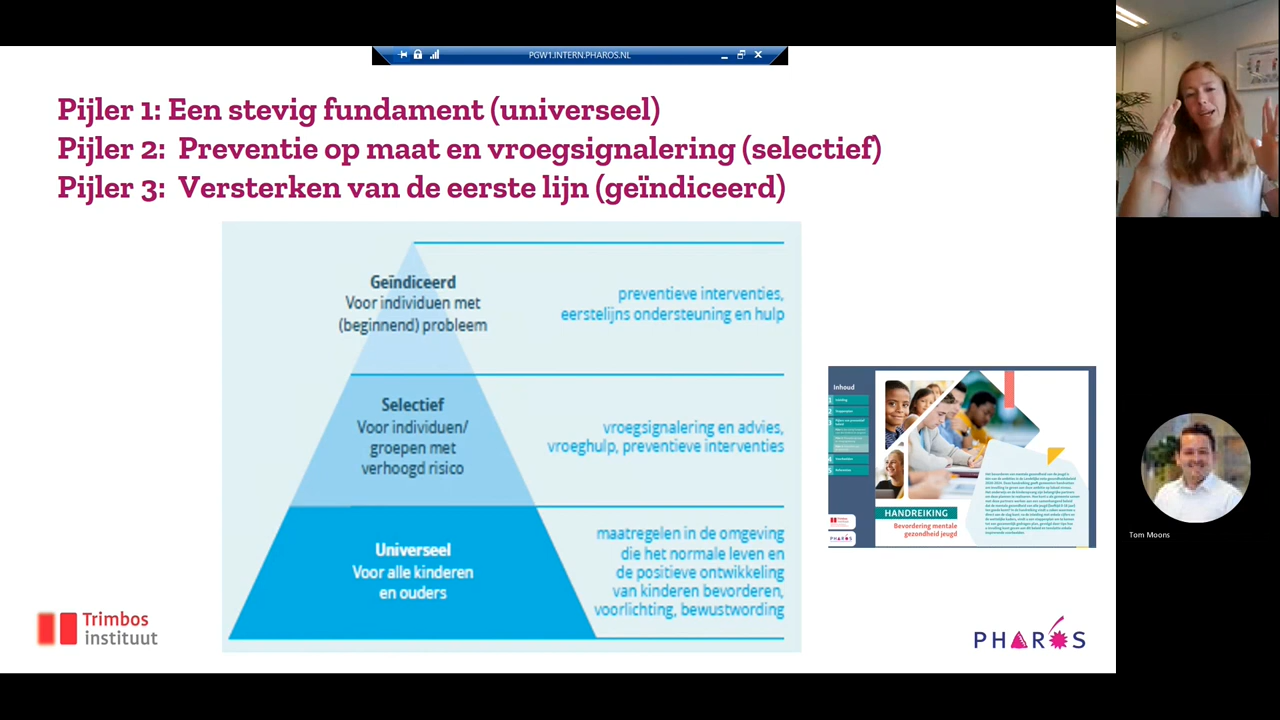 PGW1.INTERN.PHAROS.NL
Pijler 1: Een stevig fundament (universeel)
Pijler 2: Preventie op maat en vroegsignalering (selectief)
Pijler 3: Versterken van de eerste lijn (geïndiceerd)
Geïndiceerd
Voor individuen met
(beginnend) probleem
preventieve interventies,
eerstelijns ondersteuning en hulp
Selectief
Voor individuen/
groepen met
verhoogd risico
vroegsignalering en advies,
vroeghulp, preventieve interventies
Universeel
Voor alle kinderen
en ouders
maatregelen in de omgeving
die het normale leven en
de positieve ontwikkeling
van kinderen bevorderen,
voorlichting, bewustwording
Inhoud
HANDREIKING
Bevordering mentale
gezondheid jeugd
Trimbos
instituut
PHAROS
Tom Moons